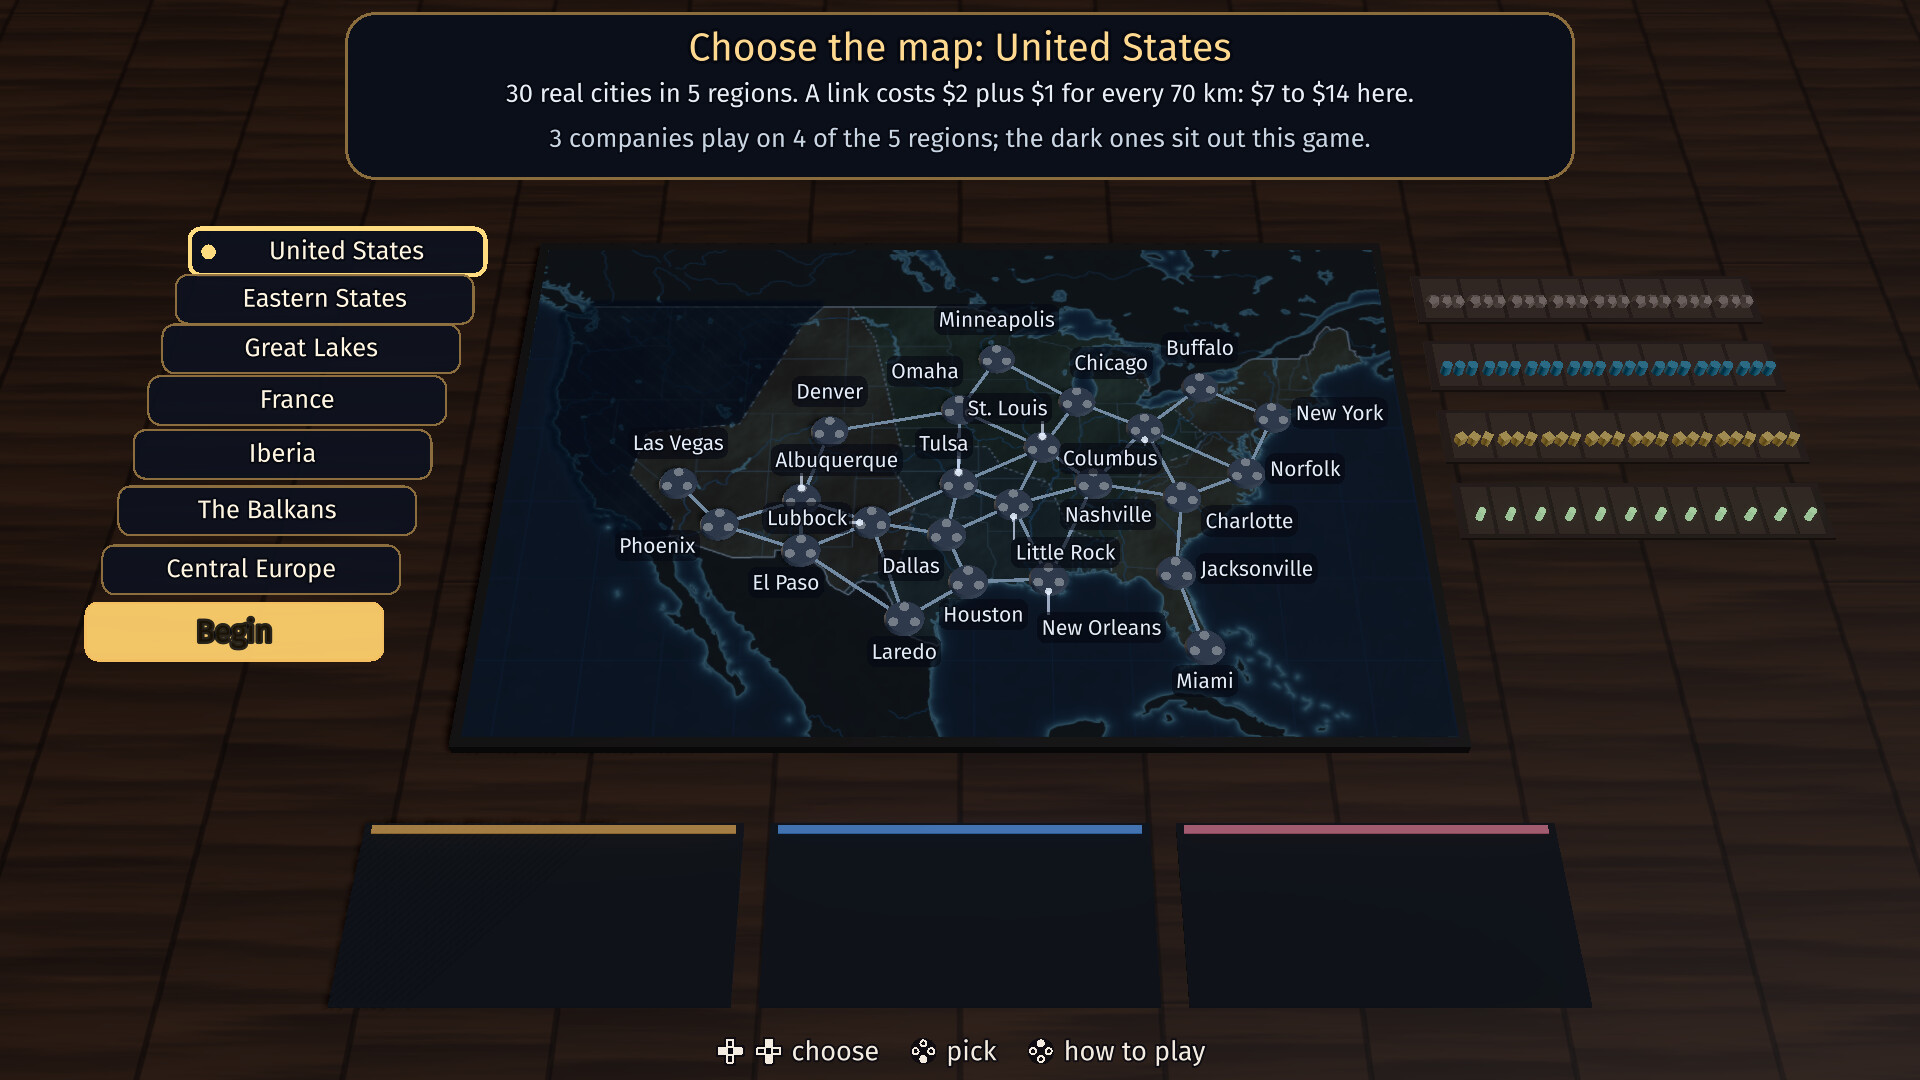 Choose the map: United States
30 real cities in 5 regions. A link costs $2 plus $1 for every 70 km: $7 to $14 here.
3 companies play on 4 of the 5 regions; the dark ones sit out this game.
United States
Eastern States
Great Lakes
France
Iberia
The Balkans
Central Europe
Begin
Minneapolis
Buffalo
Chicago
Omaha
Denver
St. Louis
New York
Las Vegas
Tulsa
Albuquerque
Columbus
Norfolk
Lubbock
Nashville
Charlotte
Phoenix
Little Rock
Dallas
Jacksonville
El Paso
Houston
New Orleans
Laredo
Miami
choose
pick
how to play